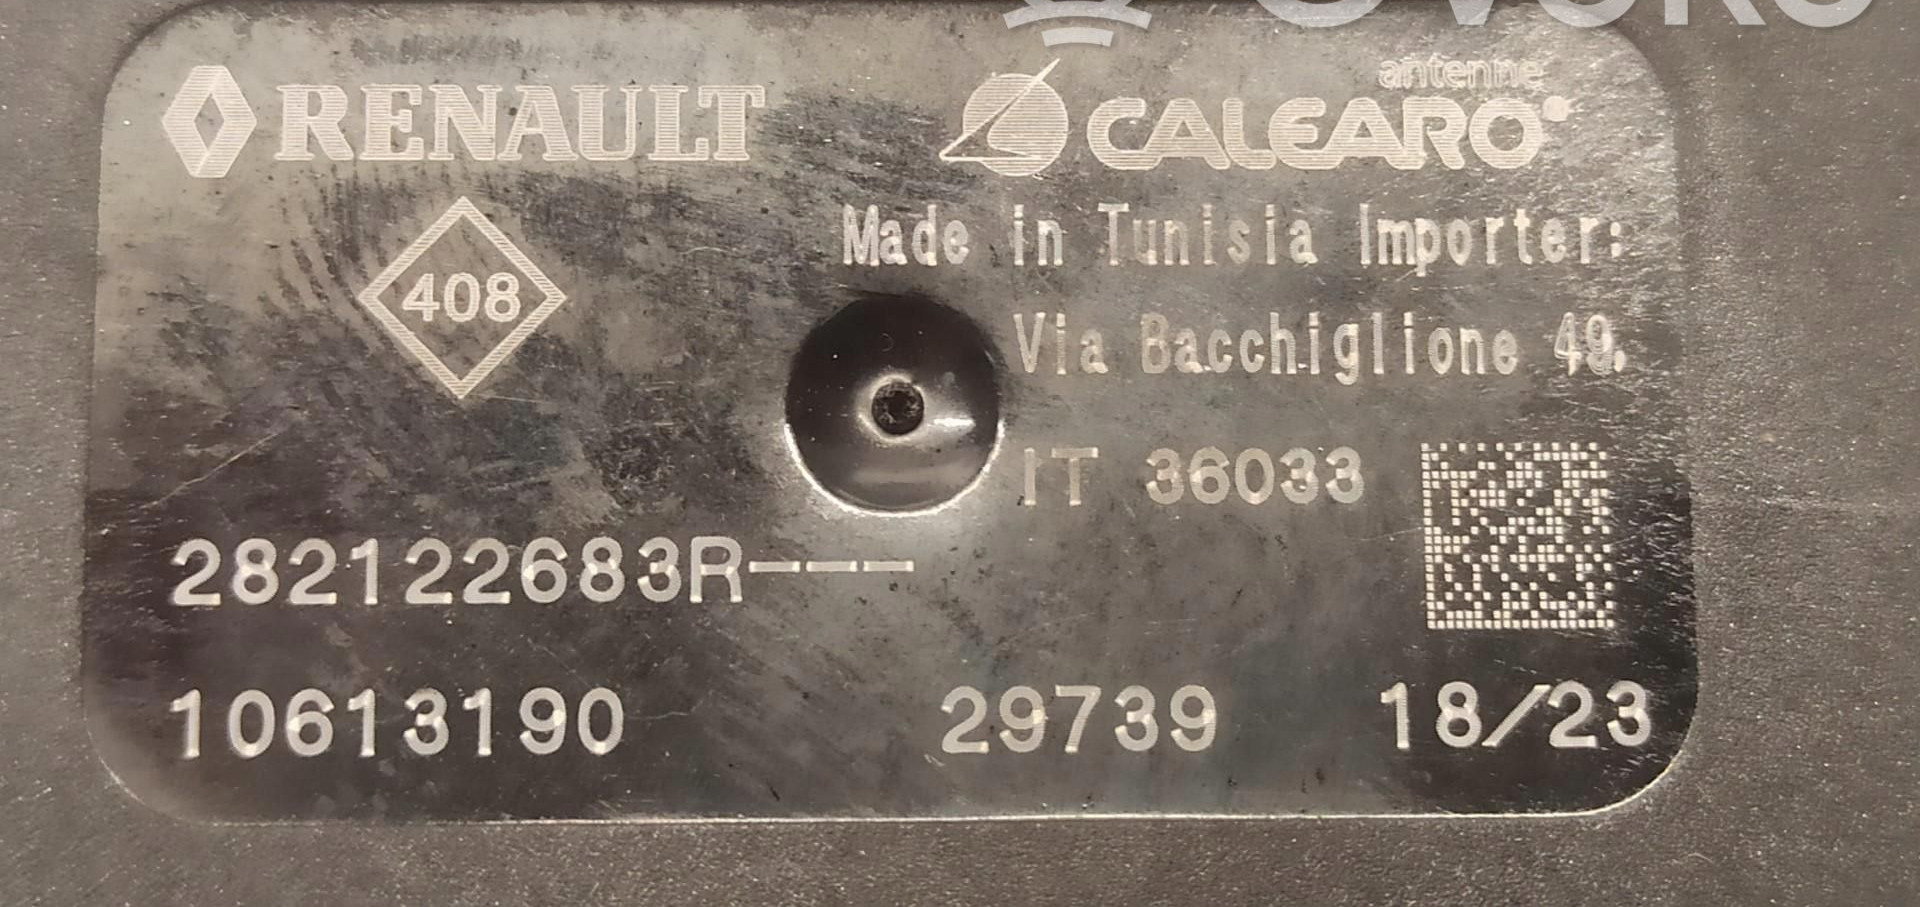 RENAULT
antenne
CALEARO
408
Made in Tunisia Importer:
Via Bacchiglione 49,
IT 36033
282122683R---
10613190 29739 18/23